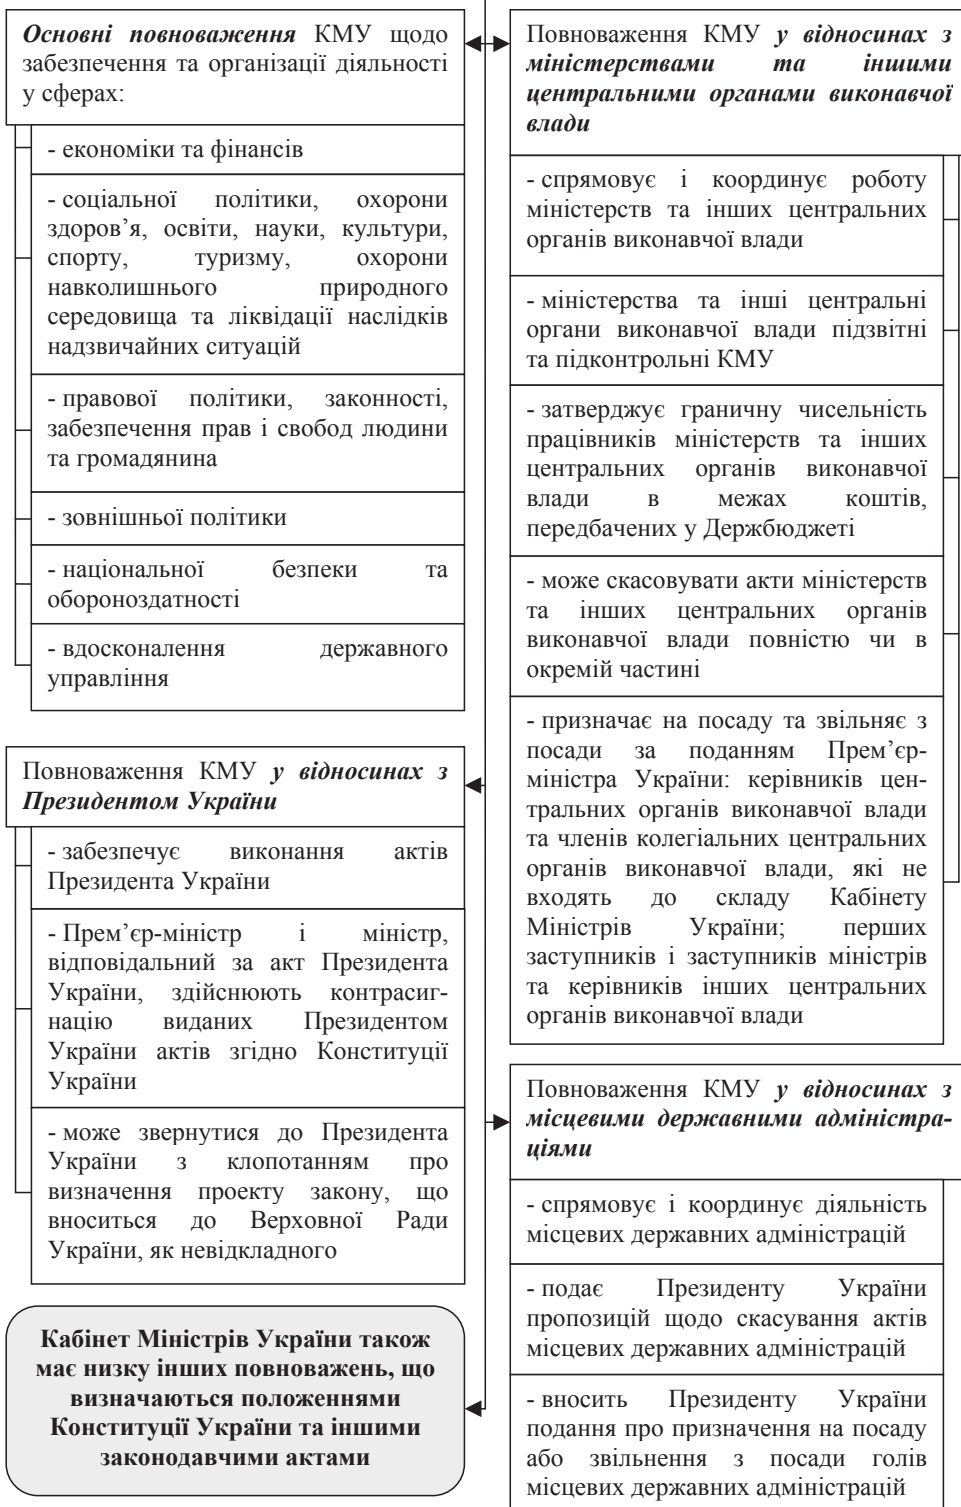 Основні повноваження КМУ щодо
забезпечення та організації діяльності
у сферах:
- економіки та фінансів
- соціальної політики, охорони
здоров’я, освіти, науки, культури,
спорту, туризму, охорони
навколишнього природного
середовища та ліквідації наслідків
надзвичайних ситуацій
- правової політики, законності,
забезпечення прав і свобод людини
та громадянина
- зовнішньої політики
- національної безпеки та
обороноздатності
- вдосконалення державного
управління
Повноваження КМУ у відносинах з
Президентом України
- забезпечує виконання актів
Президента України
- Прем’єр-міністр і міністр,
відповідальний за акт Президента
України, здійснюють контрасиг-
націю виданих Президентом
України актів згідно Конституції
України
- може звернутися до Президента
України з клопотанням про
визначення проекту закону, що
вноситься до Верховної Ради
України, як невідкладного
Кабінет Міністрів України також
має низку інших повноважень, що
визначаються положеннями
Конституції України та іншими
законодавчими актами
Повноваження КМУ у відносинах з
міністерствами та іншими
центральними органами виконавчої
влади
- спрямовує і координує роботу
міністерств та інших центральних
органів виконавчої влади
- міністерства та інші центральні
органи виконавчої влади підзвітні
та підконтрольні КМУ
- затверджує граничну чисельність
працівників міністерств та інших
центральних органів виконавчої
влади в межах коштів,
передбачених у Держбюджеті
- може скасовувати акти міністерств
та інших центральних органів
виконавчої влади повністю чи в
окремій частині
- призначає на посаду та звільняє з
посади за поданням Прем’єр-
міністра України: керівників цен-
тральних органів виконавчої влади
та членів колегіальних центральних
органів виконавчої влади, які не
входять до складу Кабінету
Міністрів України; перших
заступників і заступників міністрів
та керівників інших центральних
органів виконавчої влади
Повноваження КМУ у відносинах з
місцевими державними адміністра-
ціями
- спрямовує і координує діяльність
місцевих державних адміністрацій
- подає Президенту України
пропозицій щодо скасування актів
місцевих державних адміністрацій
- вносить Президенту України
подання про призначення на посаду
або звільнення з посади голів
місцевих державних адміністрацій